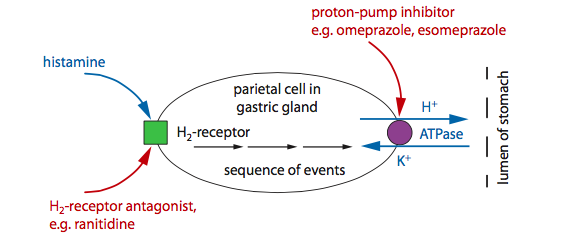 proton-pump inhibitor
e.g. omeprazole, esomeprazole
histamine
parietal cell in
gastric gland
H₂-receptor
sequence of events
H⁺
ATPase
K⁺
lumen of stomach
H₂-receptor antagonist,
e.g. ranitidine